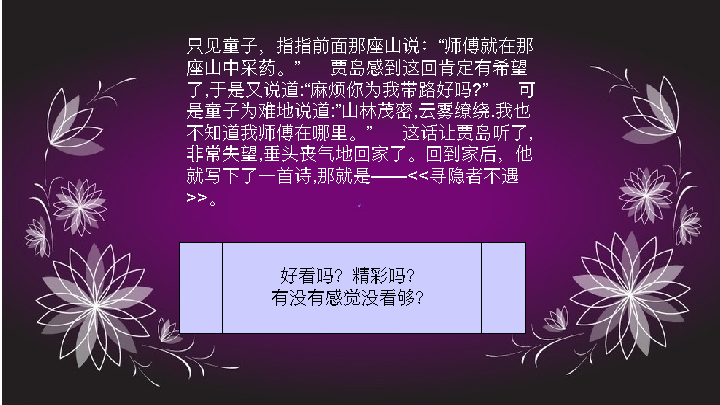 只见童子，指指前面那座山说：“师傅就在那
座山中采药。”　贾岛感到这回肯定有希望
了,于是又说道:“麻烦你为我带路好吗?”　可
是童子为难地说道:”山林茂密,云雾缭绕.我也
不知道我师傅在哪里。”　这话让贾岛听了,
非常失望,垂头丧气地回家了。回到家后，他
就写下了一首诗,那就是——<<寻隐者不遇
>>。
好看吗？精彩吗？
有没有感觉没看够？